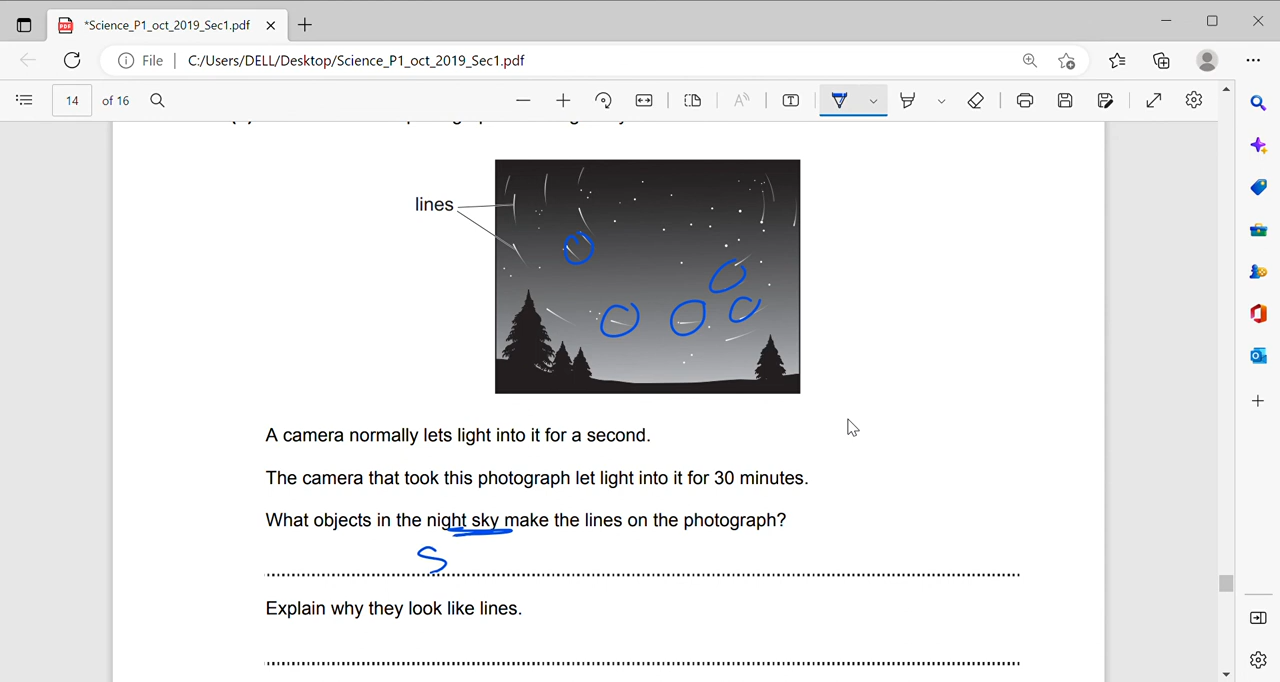 *Science_P1_oct_2019_Sec1.pdf
File C:/Users/DELL/Desktop/Science_P1_oct_2019_Sec1.pdf
14 of 16
lines
A camera normally lets light into it for a second.
The camera that took this photograph let light into it for 30 minutes.
What objects in the night sky make the lines on the photograph?
S
Explain why they look like lines.